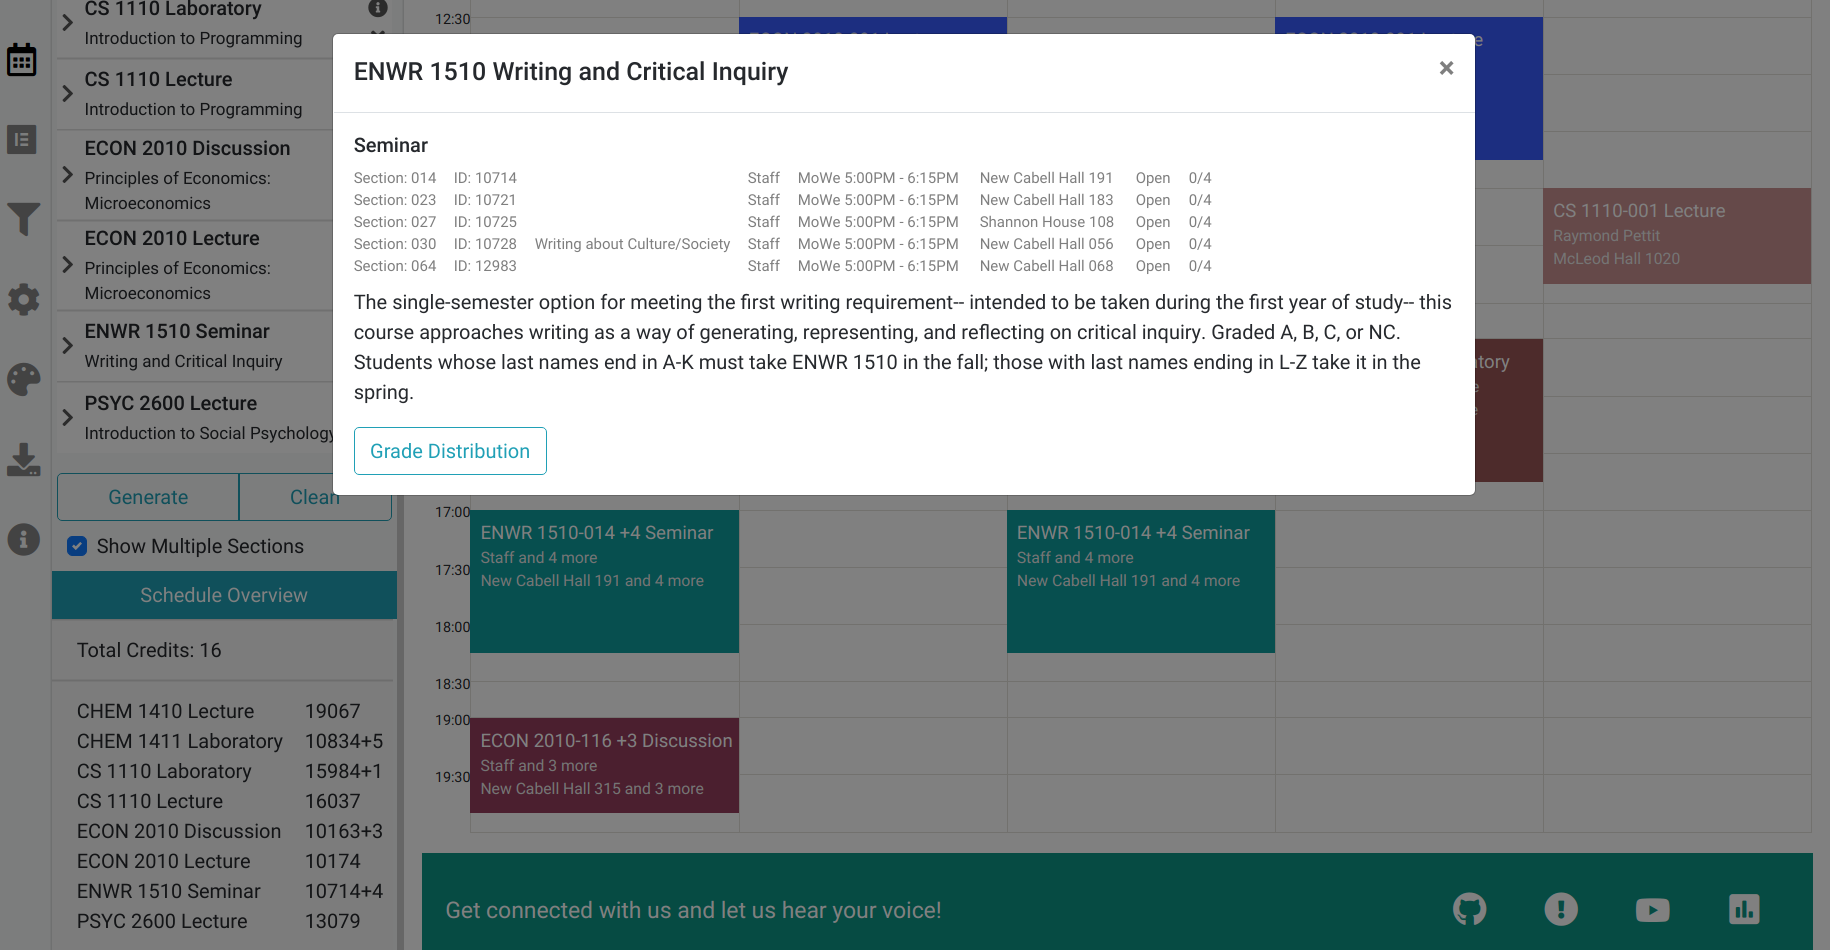 CS 1110 Laboratory
Introduction to Programming
CS 1110 Lecture
Introduction to Programming
ECON 2010 Discussion
Principles of Economics:
Microeconomics
ECON 2010 Lecture
Principles of Economics:
Microeconomics
ENWR 1510 Seminar
Writing and Critical Inquiry
PSYC 2600 Lecture
Introduction to Social Psychology
Generate Clean
Show Multiple Sections
Schedule Overview
Total Credits: 16
CHEM 1410 Lecture 19067
CHEM 1411 Laboratory 10834+5
CS 1110 Laboratory 15984+1
CS 1110 Lecture 16037
ECON 2010 Discussion 10163+3
ECON 2010 Lecture 10174
ENWR 1510 Seminar 10714+4
PSYC 2600 Lecture 13079
12:30
ENWR 1510 Writing and Critical Inquiry ×
Seminar
Section: 014 ID: 10714 Staff MoWe 5:00PM - 6:15PM New Cabell Hall 191 Open 0/4
Section: 023 ID: 10721 Staff MoWe 5:00PM - 6:15PM New Cabell Hall 183 Open 0/4
Section: 027 ID: 10725 Staff MoWe 5:00PM - 6:15PM Shannon House 108 Open 0/4
Section: 030 ID: 10728 Writing about Culture/Society Staff MoWe 5:00PM - 6:15PM New Cabell Hall 056 Open 0/4
Section: 064 ID: 12983 Staff MoWe 5:00PM - 6:15PM New Cabell Hall 068 Open 0/4
The single-semester option for meeting the first writing requirement-- intended to be taken during the first year of study-- this
course approaches writing as a way of generating, representing, and reflecting on critical inquiry. Graded A, B, C, or NC.
Students whose last names end in A-K must take ENWR 1510 in the fall; those with last names ending in L-Z take it in the
spring.
Grade Distribution
CS 1110-001 Lecture
Raymond Pettit
McLeod Hall 1020
17:00
17:30
18:00
18:30
19:00
19:30
ENWR 1510-014 +4 Seminar
Staff and 4 more
New Cabell Hall 191 and 4 more
ENWR 1510-014 +4 Seminar
Staff and 4 more
New Cabell Hall 191 and 4 more
ECON 2010-116 +3 Discussion
Staff and 3 more
New Cabell Hall 315 and 3 more
Get connected with us and let us hear your voice!